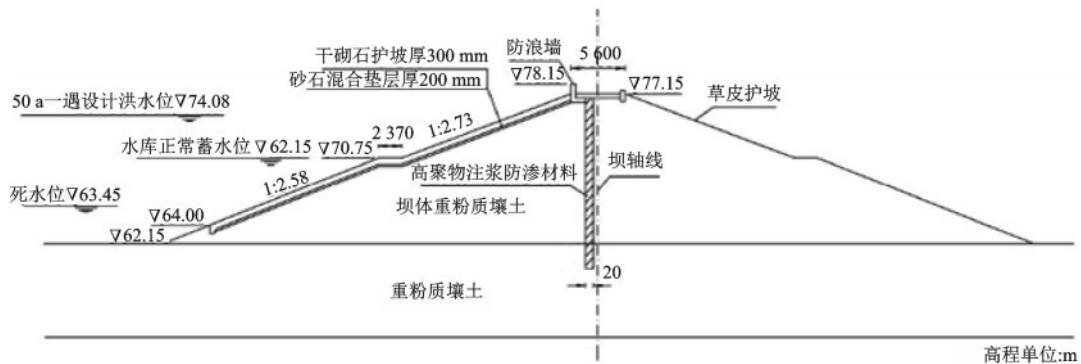 防浪墙
5 600
干砌石护坡厚300 mm
▽78.15
▽77.15
砂石混合垫层厚200 mm
草皮护坡
50 a一遇设计洪水位▽74.08
2 370
1:2.73
水库正常蓄水位▽62.15
▽70.75
高聚物注浆防渗材料
坝轴线
1:2.58
死水位▽63.45
坝体重粉质壤土
▽64.00
▽62.15
20
重粉质壤土
高程单位:m